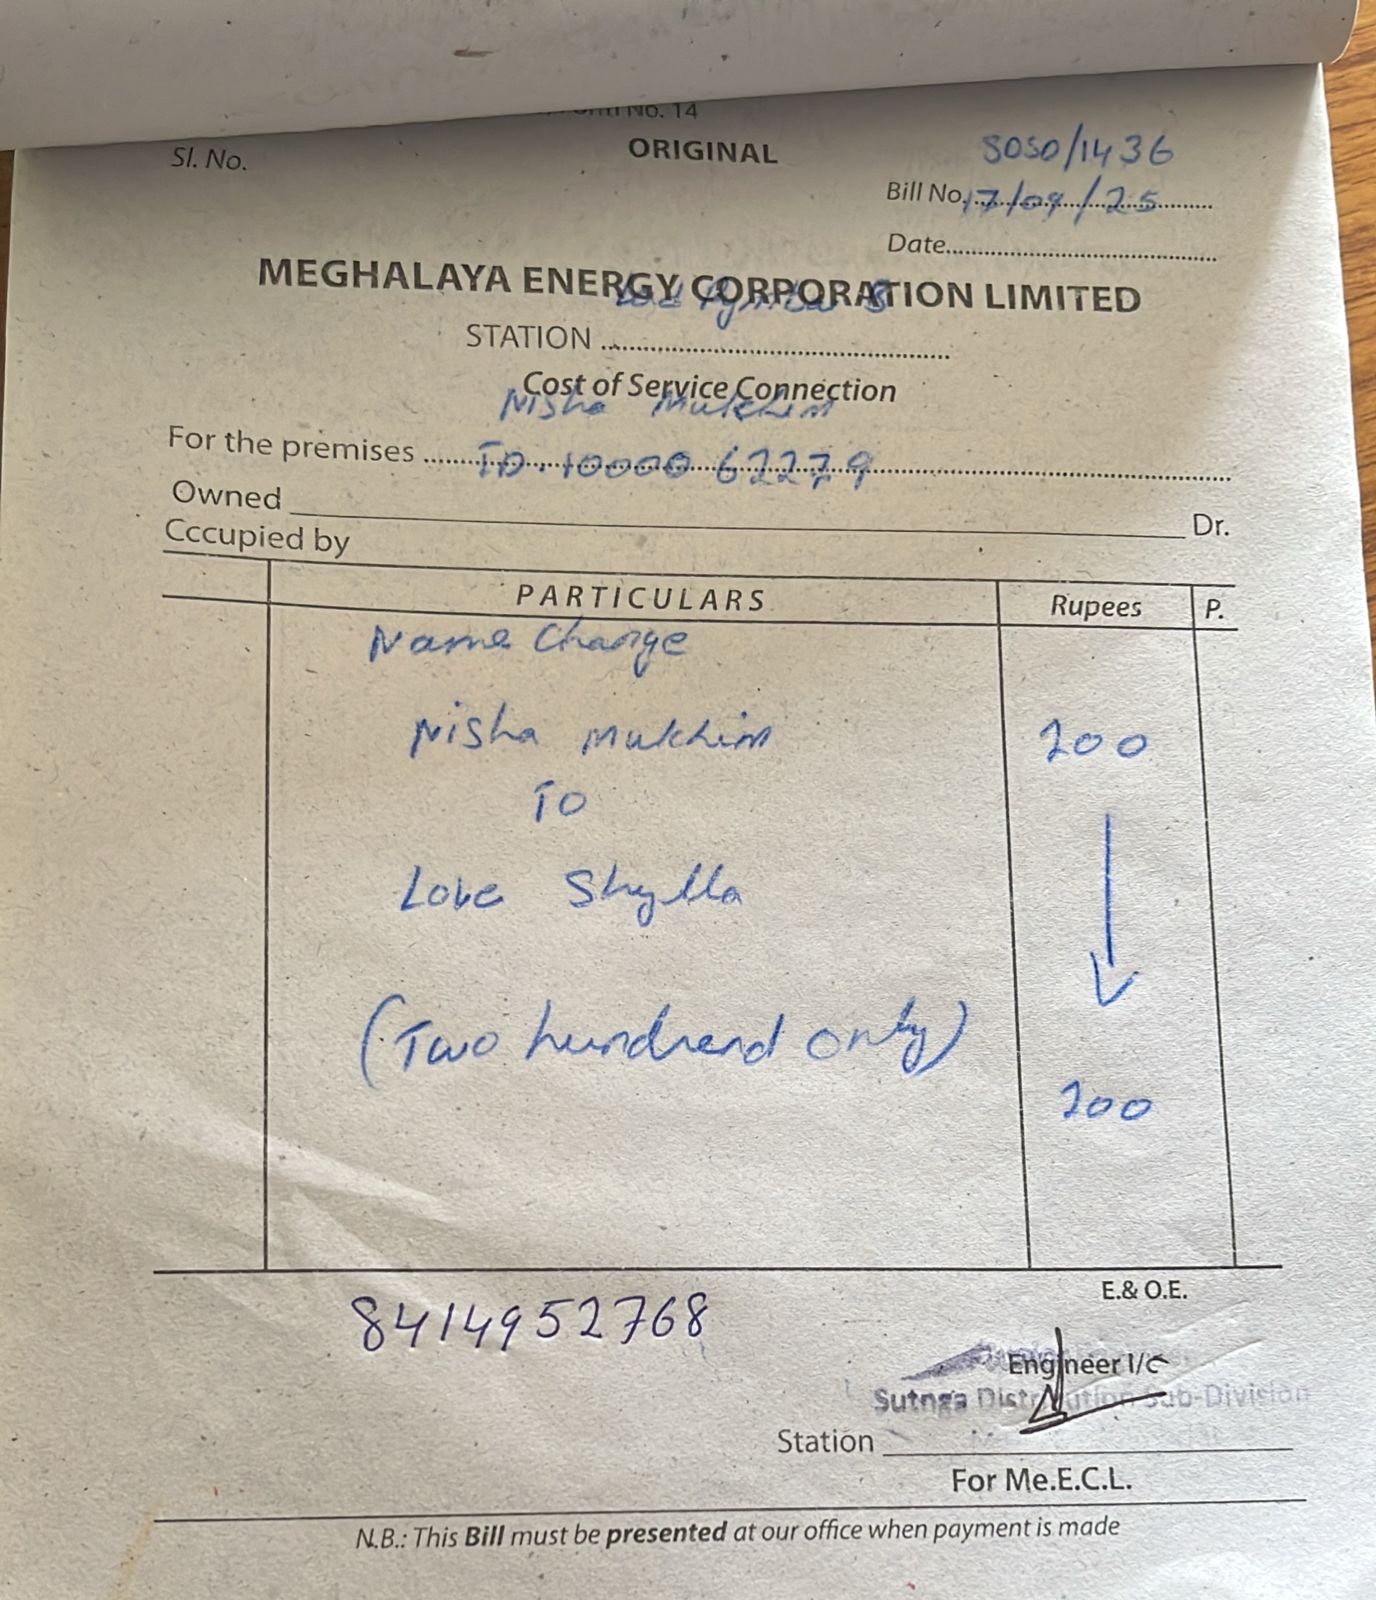 No. 14
Sl. No.
ORIGINAL
SOSO/1436
Bill No. 17/09/25
Date
MEGHALAYA ENERGY CORPORATION LIMITED
STATION
Cost of Service Connection
Nisha Mukhim
For the premises ID. 10000 62279
Owned
Dr.
Cccupied by
PARTICULARS Rupees P.
Name Change
Nisha Mukhim 200
To
Love Shylla
(Two hundrend only)
200
E.& O.E.
8414952768
Engineer I/C
Sutnga Distribution Sub-Division
Station
For Me.E.C.L.
N.B.: This Bill must be presented at our office when payment is made